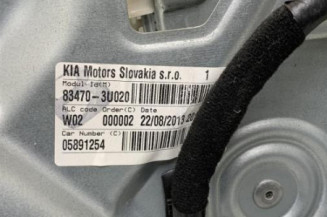 KIA Motors Slovakia s.r.o. 1
Modul-Id(M)
83470-3U020
ALC code Order(C) Date
W02 000002 22/08/2013
Car Number (C)
05891254